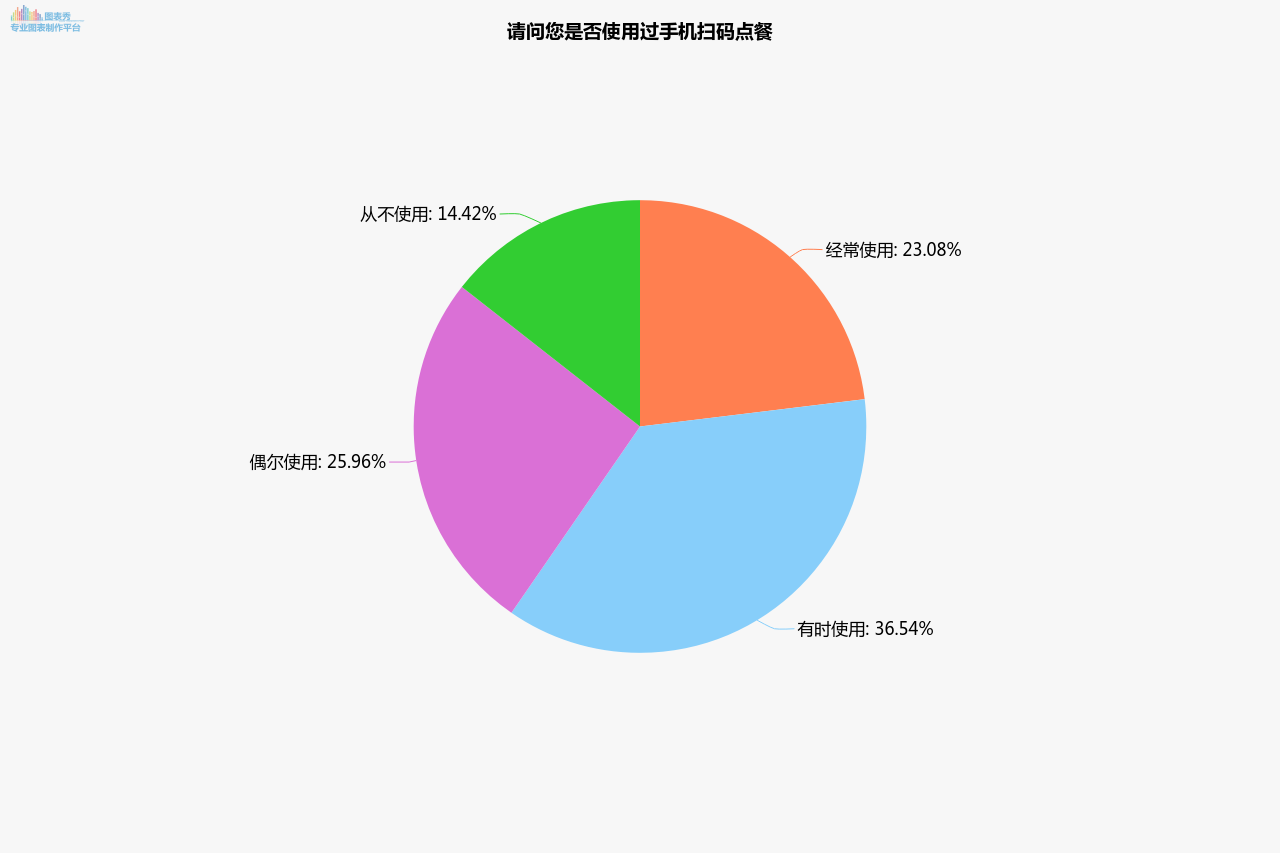 图表秀
专业图表制作平台
请问您是否使用过手机扫码点餐
从不使用: 14.42%
经常使用: 23.08%
偶尔使用: 25.96%
有时使用: 36.54%